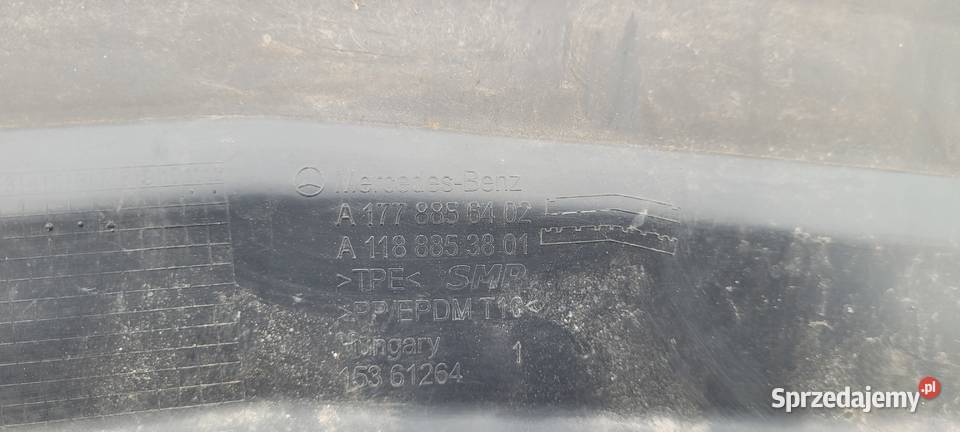 Mercedes-Benz
A 177 885 64 02
A 118 885 38 01
>TPE< SMP
>PP/EPDM T10<
Hungary 1
153 61264
Sprzedajemy.pl